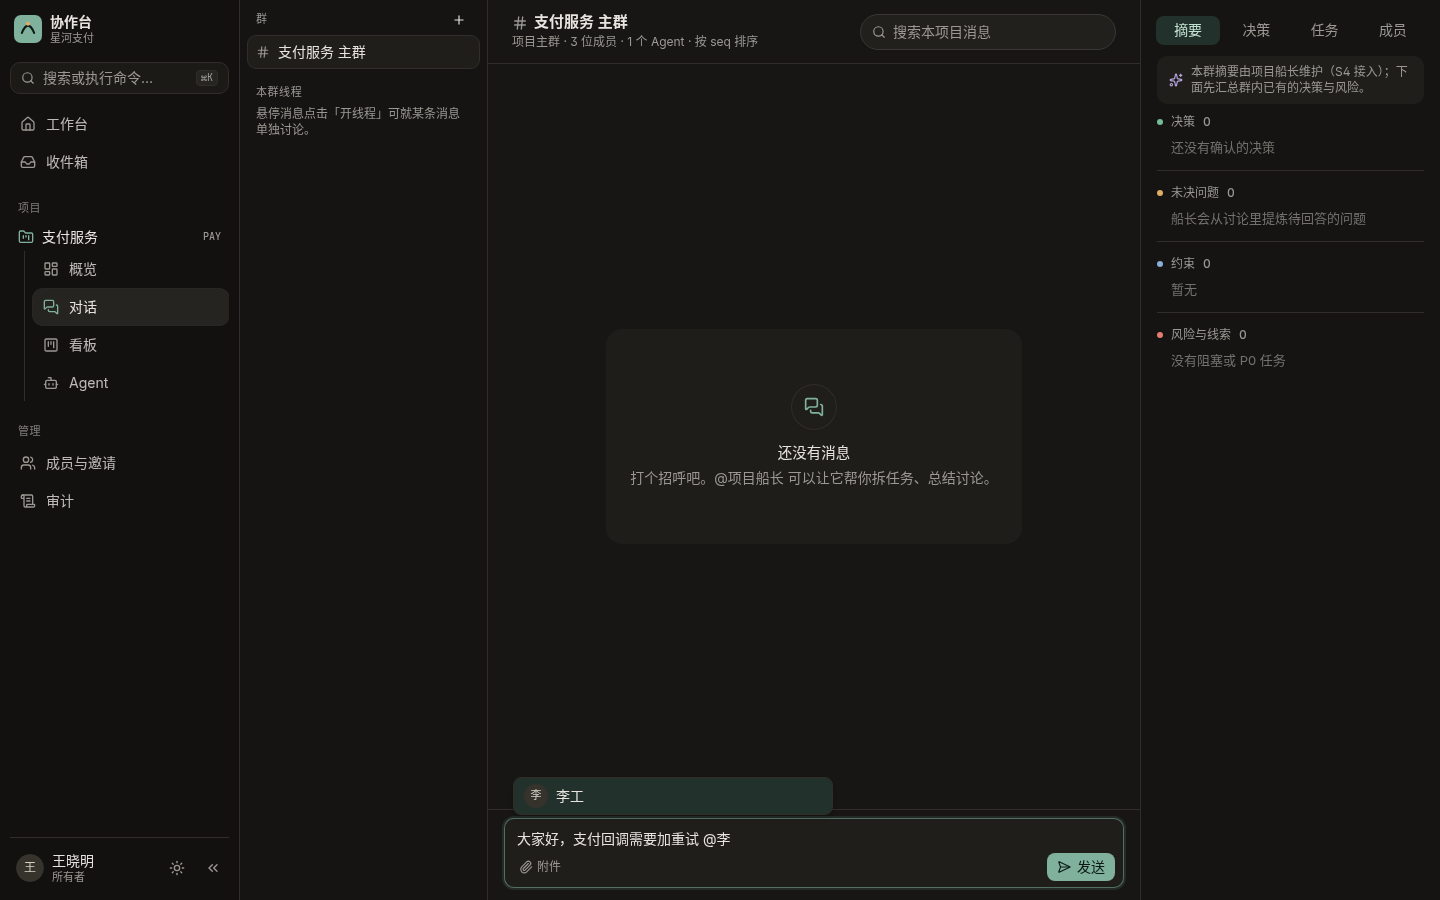 协作台
星河支付
搜索或执行命令... ⌘K
工作台
收件箱
项目
支付服务 PAY
概览
对话
看板
Agent
管理
成员与邀请
审计
王 王晓明
所有者
群
支付服务 主群
本群线程
悬停消息点击「开线程」可就某条消息
单独讨论。
支付服务 主群
项目主群 · 3 位成员 · 1 个 Agent · 按 seq 排序
搜索本项目消息
还没有消息
打个招呼吧。@项目船长 可以让它帮你拆任务、总结讨论。
李 李工
大家好，支付回调需要加重试 @李
附件
发送
摘要 决策 任务 成员
本群摘要由项目船长维护（S4 接入）；下
面先汇总群内已有的决策与风险。
决策 0
还没有确认的决策
未决问题 0
船长会从讨论里提炼待回答的问题
约束 0
暂无
风险与线索 0
没有阻塞或 P0 任务